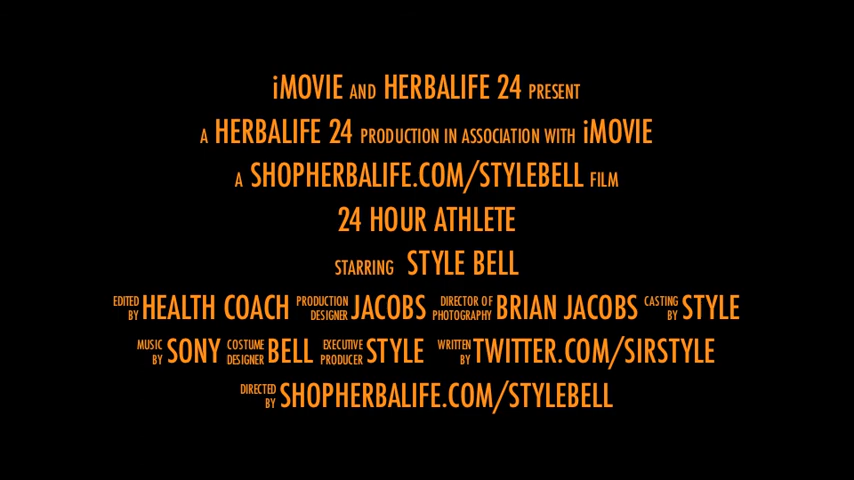 iMOVIE AND HERBALIFE 24 PRESENT
A HERBALIFE 24 PRODUCTION IN ASSOCIATION WITH iMOVIE
A SHOPHERBALIFE.COM/STYLEBELL FILM
24 HOUR ATHLETE
STARRING STYLE BELL
EDITED BY HEALTH COACH PRODUCTION DESIGNER JACOBS DIRECTOR OF PHOTOGRAPHY BRIAN JACOBS CASTING BY STYLE
MUSIC BY SONY COSTUME DESIGNER BELL EXECUTIVE PRODUCER STYLE WRITTEN BY TWITTER.COM/SIRSTYLE
DIRECTED BY SHOPHERBALIFE.COM/STYLEBELL